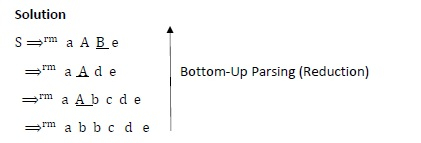 Solution
S ⟹rm a A B e
⟹rm a A d e
⟹rm a A b c d e
⟹rm a b b c d e
Bottom-Up Parsing (Reduction)